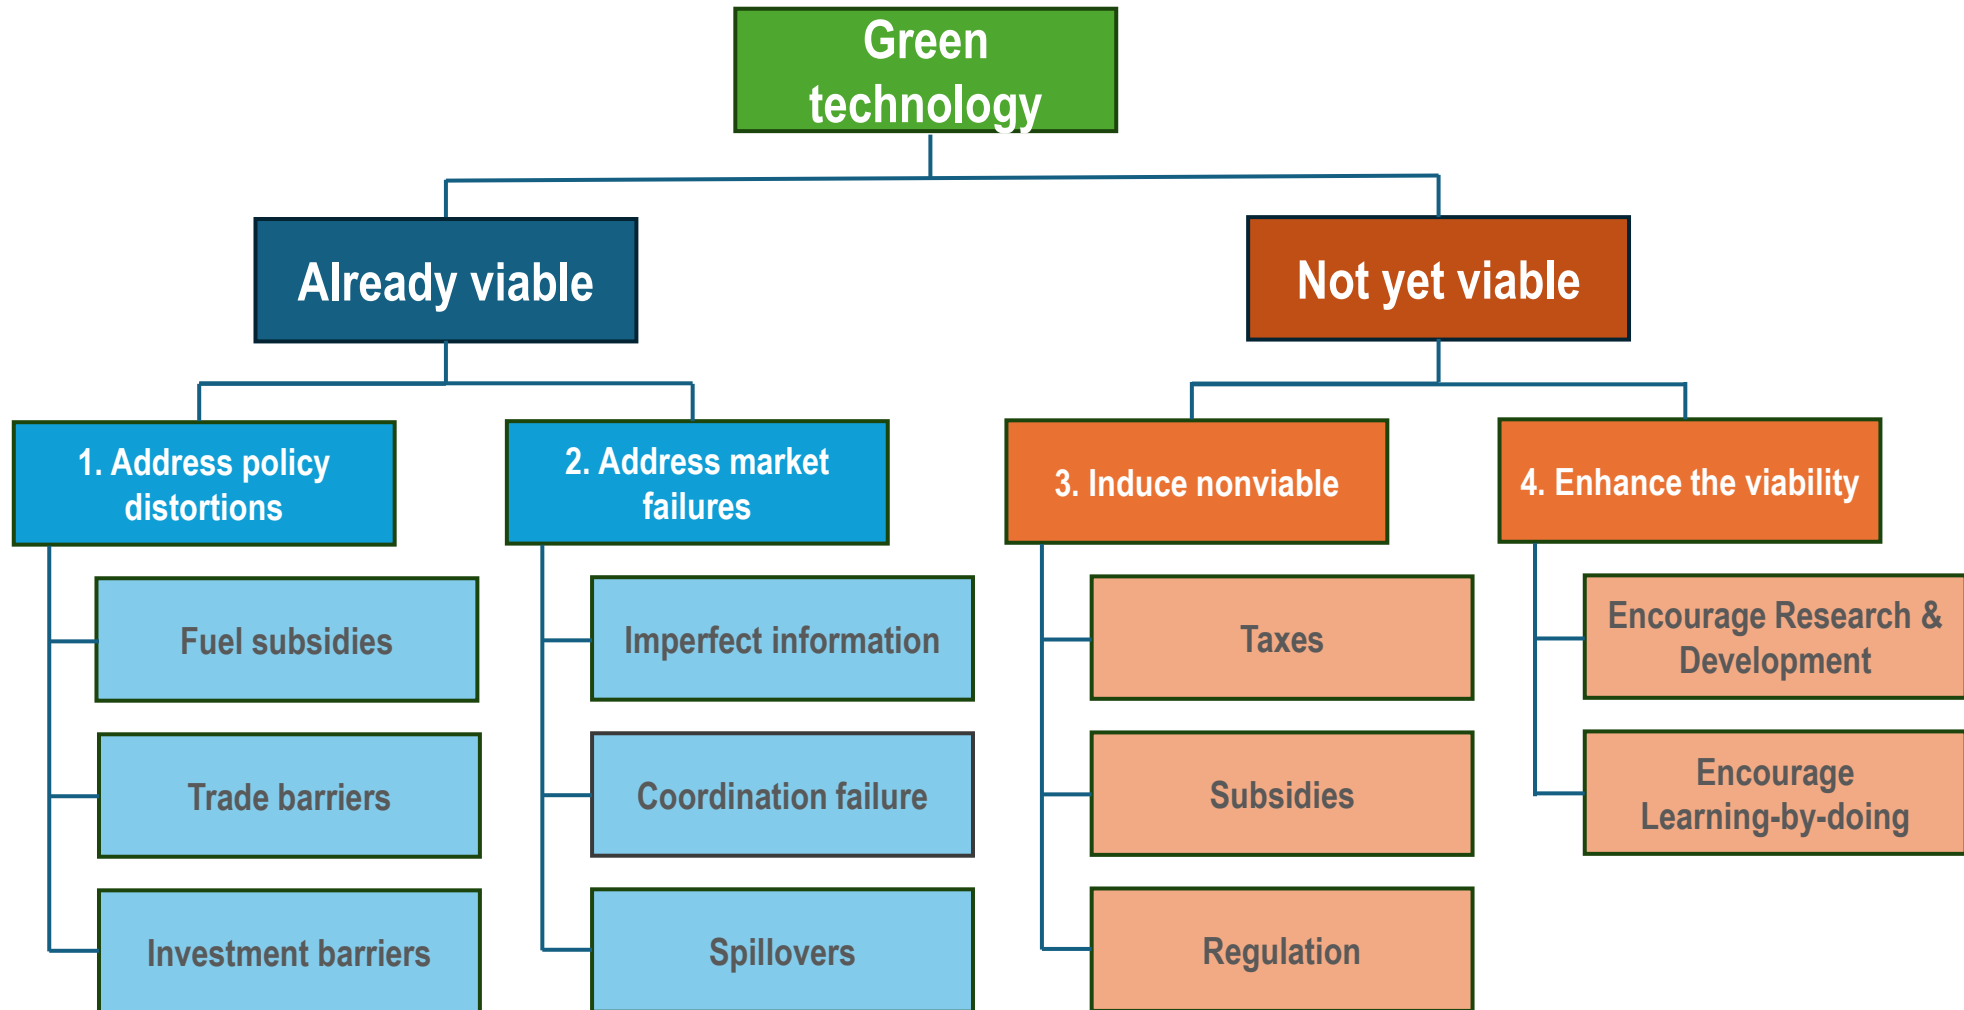 Green
technology
Already viable
Not yet viable
1. Address policy
distortions
2. Address market
failures
3. Induce nonviable
4. Enhance the viability
Fuel subsidies
Imperfect information
Taxes
Encourage Research &
Development
Trade barriers
Coordination failure
Subsidies
Encourage
Learning-by-doing
Investment barriers
Spillovers
Regulation